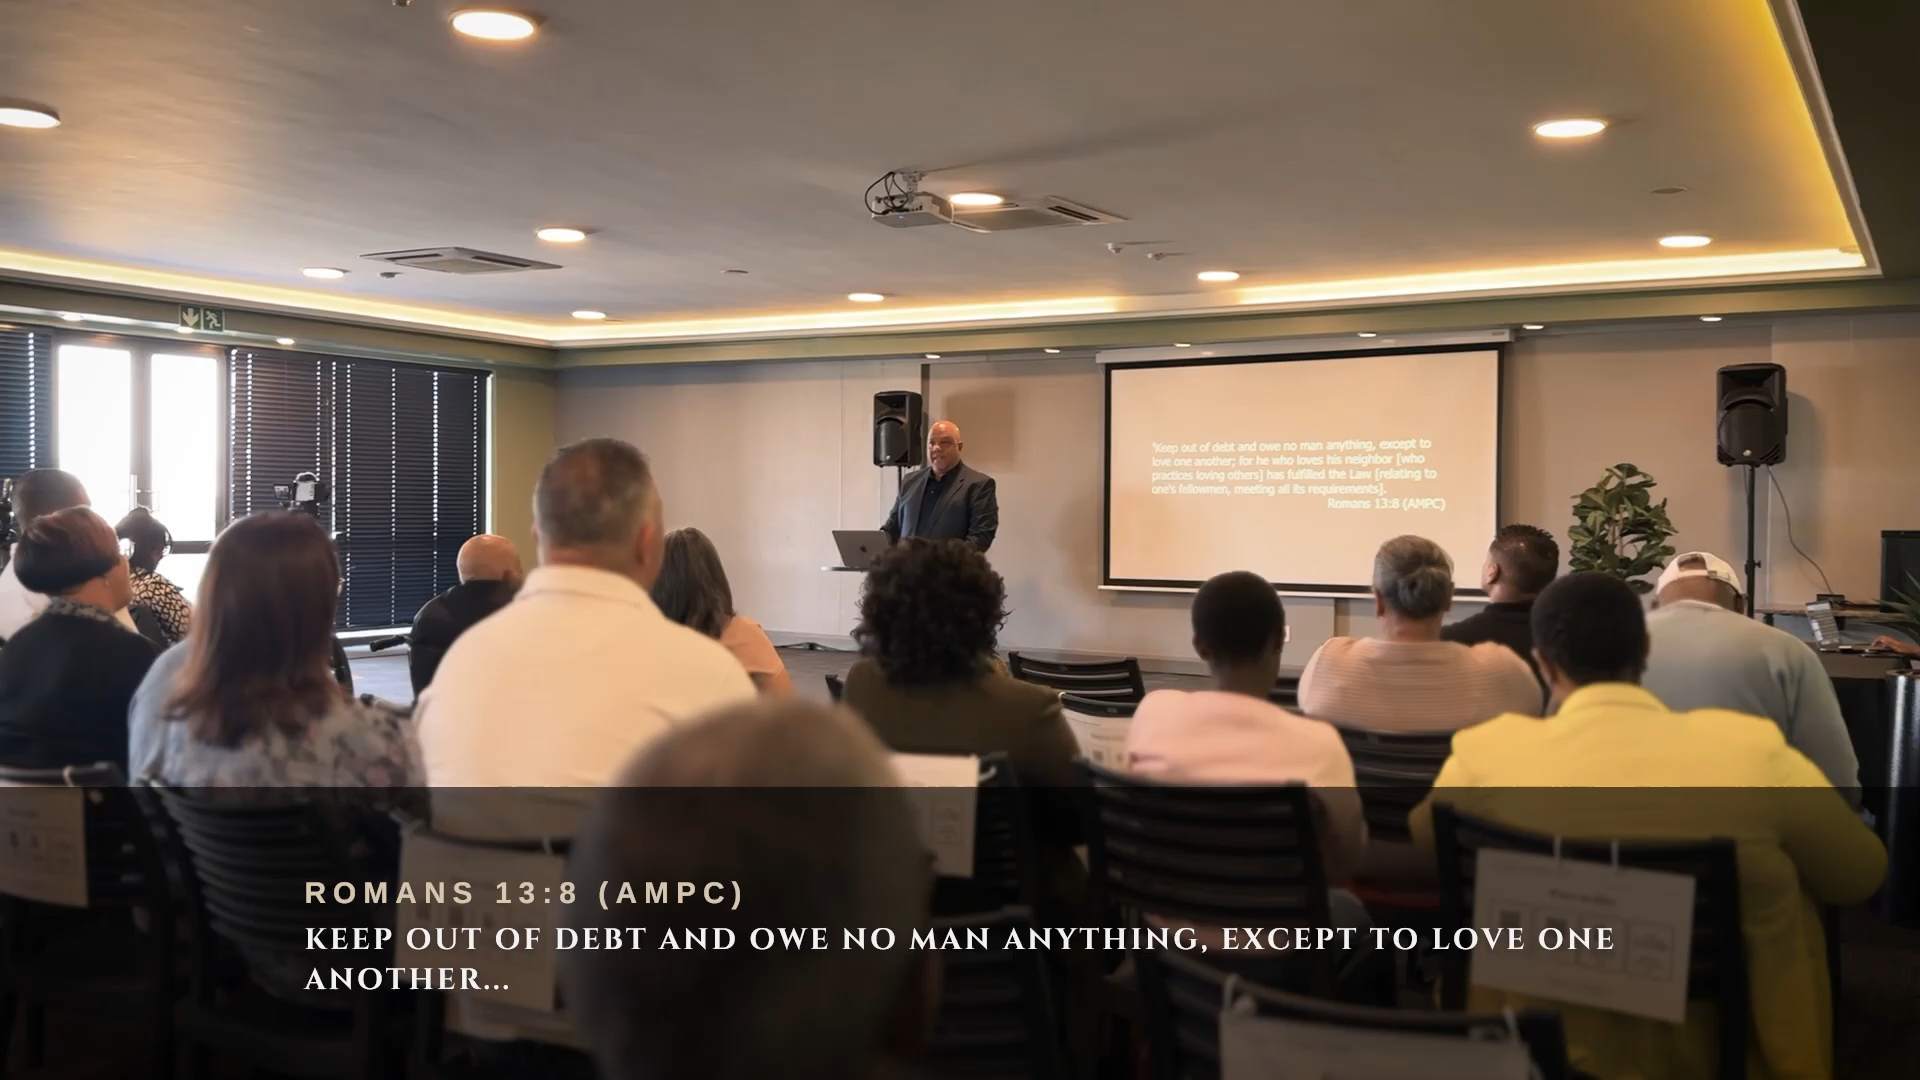 "Keep out of debt and owe no man anything, except to
love one another; for he who loves his neighbor [who
practices loving others] has fulfilled the Law [relating to
one's fellowmen, meeting all its requirements].
Romans 13:8 (AMPC)
ROMANS 13:8 (AMPC)
KEEP OUT OF DEBT AND OWE NO MAN ANYTHING, EXCEPT TO LOVE ONE
ANOTHER...